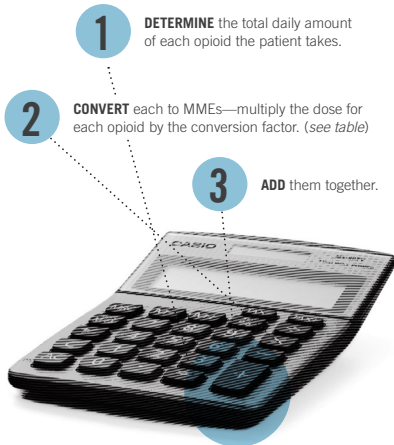 1
DETERMINE the total daily amount
of each opioid the patient takes.
2
CONVERT each to MMEs—multiply the dose for
each opioid by the conversion factor. (see table)
3
ADD them together.
CASIO